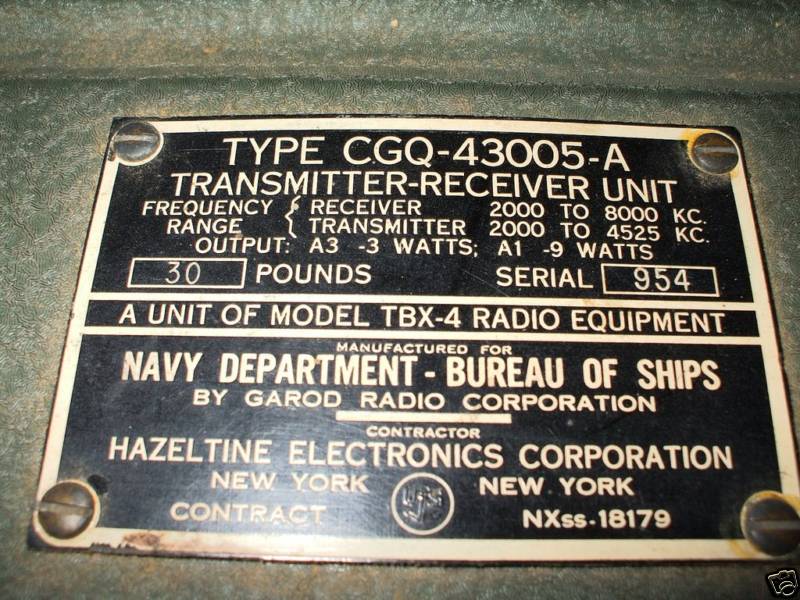 TYPE CGQ-43005-A
TRANSMITTER-RECEIVER UNIT
FREQUENCY RANGE { RECEIVER 2000 TO 8000 KC.
TRANSMITTER 2000 TO 4525 KC.
OUTPUT: A3 -3 WATTS; A1 -9 WATTS
30 POUNDS SERIAL 954
A UNIT OF MODEL TBX-4 RADIO EQUIPMENT
MANUFACTURED FOR
NAVY DEPARTMENT - BUREAU OF SHIPS
BY GAROD RADIO CORPORATION
CONTRACTOR
HAZELTINE ELECTRONICS CORPORATION
NEW YORK NEW YORK
CONTRACT NXss-18179